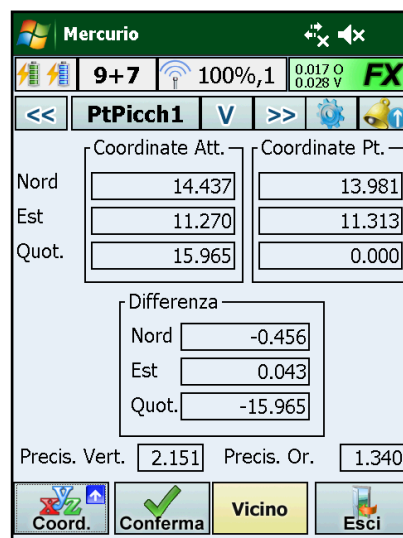 Mercurio
9+7 100%,1 0.017 O 0.028 V FX
<< PtPicch1 V >>
Coordinate Att. Coordinate Pt.
Nord 14.437 13.981
Est 11.270 11.313
Quot. 15.965 0.000
Differenza
Nord -0.456
Est 0.043
Quot. -15.965
Precis. Vert. 2.151 Precis. Or. 1.340
XYZ
Coord. Conferma Vicino Esci